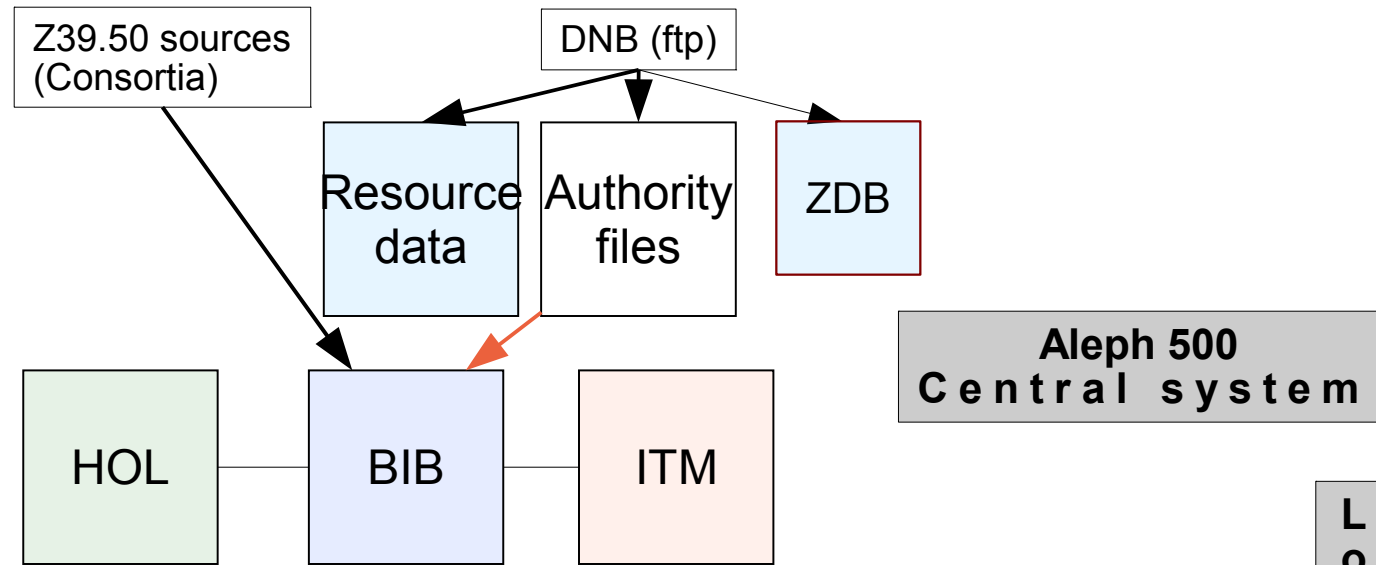 Z39.50 sources
(Consortia)
DNB (ftp)
Resource
data
Authority
files
ZDB
Aleph 500
Central system
HOL
BIB
ITM
L